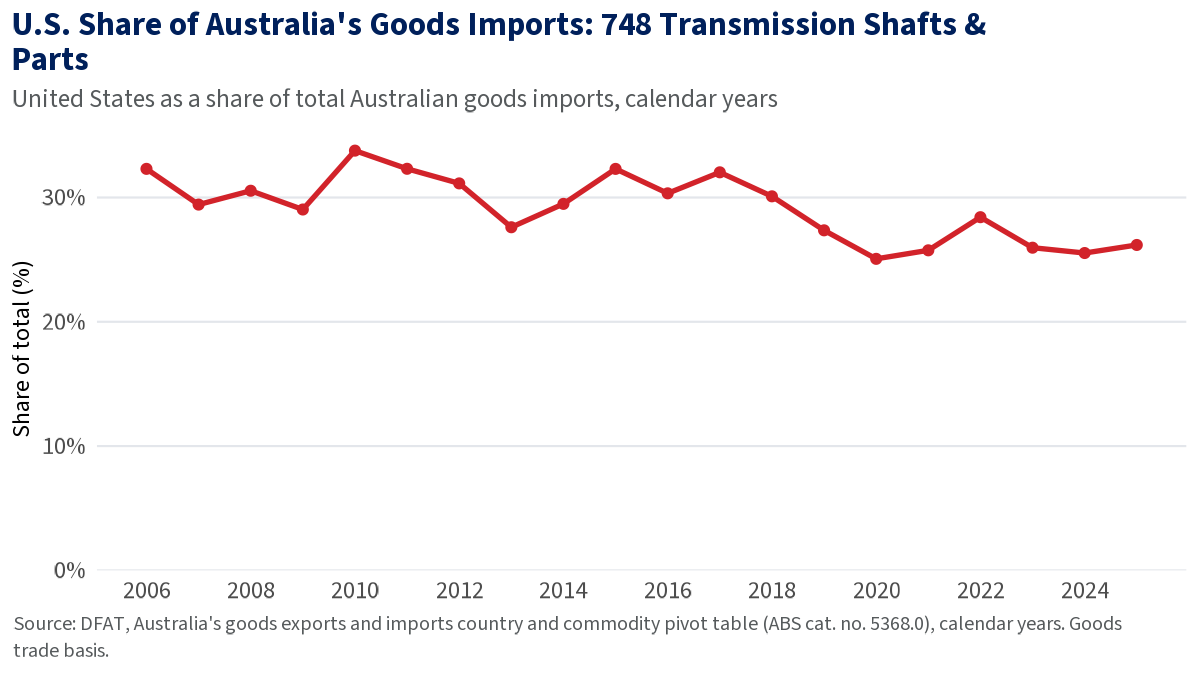 U.S. Share of Australia's Goods Imports: 748 Transmission Shafts &
Parts
United States as a share of total Australian goods imports, calendar years
Share of total (%)
30%
20%
10%
0%
2006 2008 2010 2012 2014 2016 2018 2020 2022 2024
Source: DFAT, Australia's goods exports and imports country and commodity pivot table (ABS cat. no. 5368.0), calendar years. Goods
trade basis.